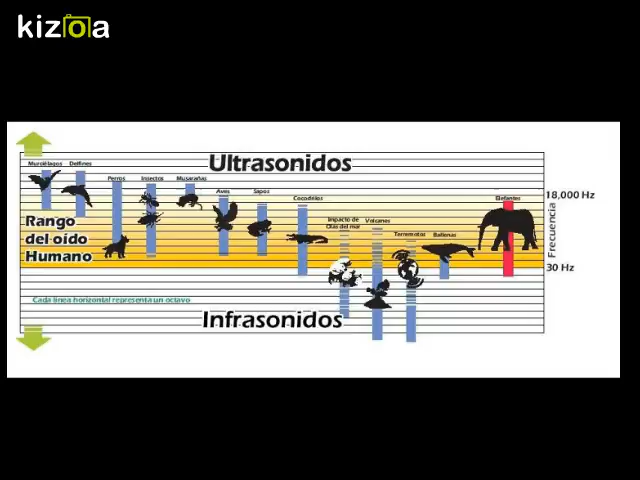 kizoa
Ultrasonidos
Murciélagos
Delfines
Perros
Insectos
Musarañas
Aves
Sapos
Cocodrilos
Impacto de
Olas del mar
Volcanes
Terremotos
Ballenas
Elefantes
18,000 Hz
Frecuencia
30 Hz
Rango
del oído
Humano
Cada línea horizontal representa un octavo
Infrasonidos